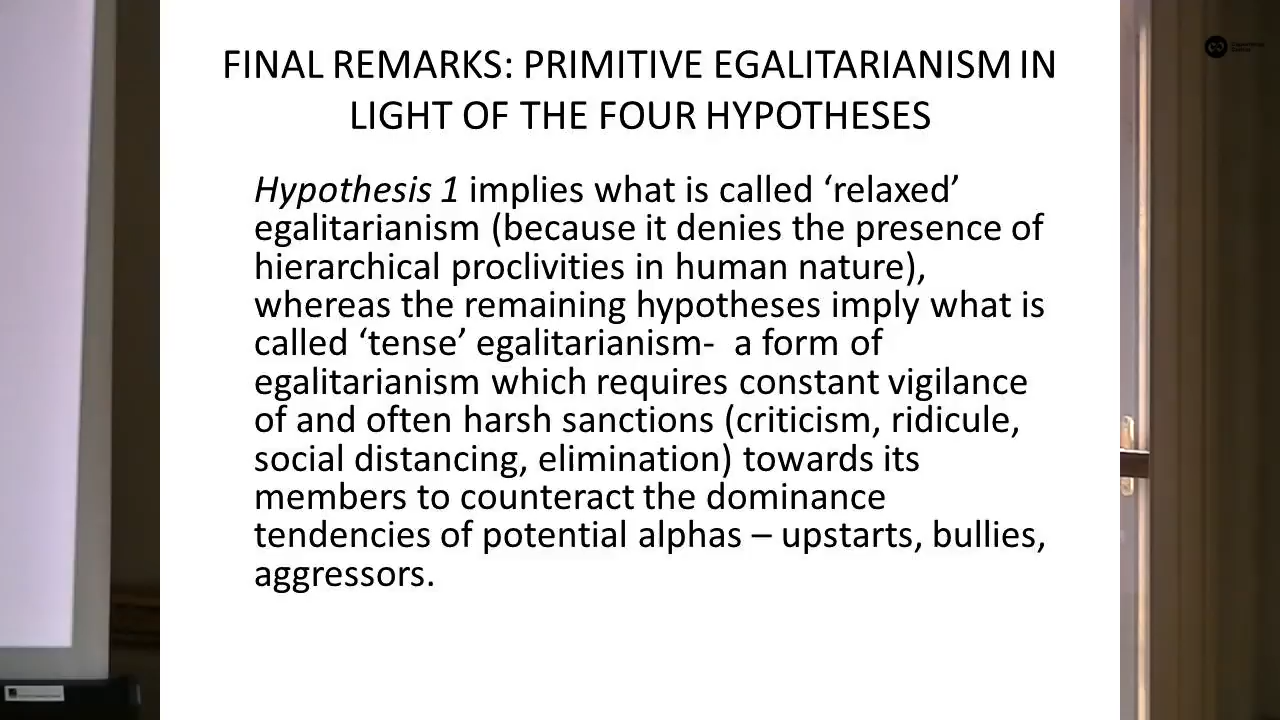 FINAL REMARKS: PRIMITIVE EGALITARIANISM IN
LIGHT OF THE FOUR HYPOTHESES
Hypothesis 1 implies what is called ‘relaxed’
egalitarianism (because it denies the presence of
hierarchical proclivities in human nature),
whereas the remaining hypotheses imply what is
called ‘tense’ egalitarianism-  a form of
egalitarianism which requires constant vigilance
of and often harsh sanctions (criticism, ridicule,
social distancing, elimination) towards its
members to counteract the dominance
tendencies of potential alphas – upstarts, bullies,
aggressors.